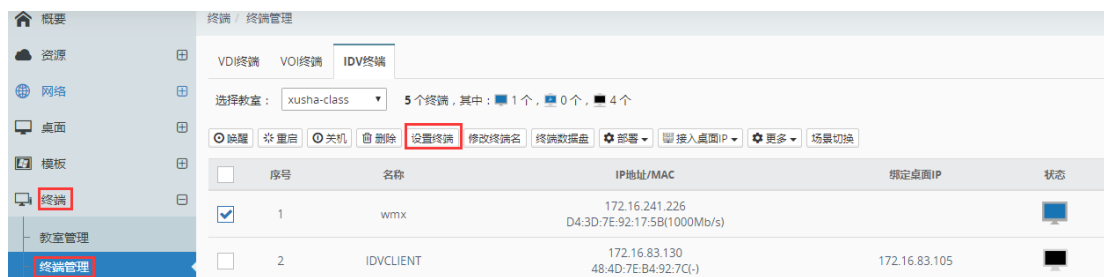 概要
终端 / 终端管理
资源
VDI终端 VOI终端 IDV终端
网络
选择教室： xusha-class 5 个终端，其中： 1 个， 0 个， 4 个
桌面
唤醒 重启 关机 删除 设置终端 修改终端名 终端数据盘 部署 接入桌面IP 更多 场景切换
模板
序号 名称 IP地址/MAC 绑定桌面IP 状态
终端
1 wmx 172.16.241.226
D4:3D:7E:92:17:5B(1000Mb/s)
教室管理
终端管理
2 IDVCLIENT 172.16.83.130 172.16.83.105
48:4D:7E:B4:92:7C(-)